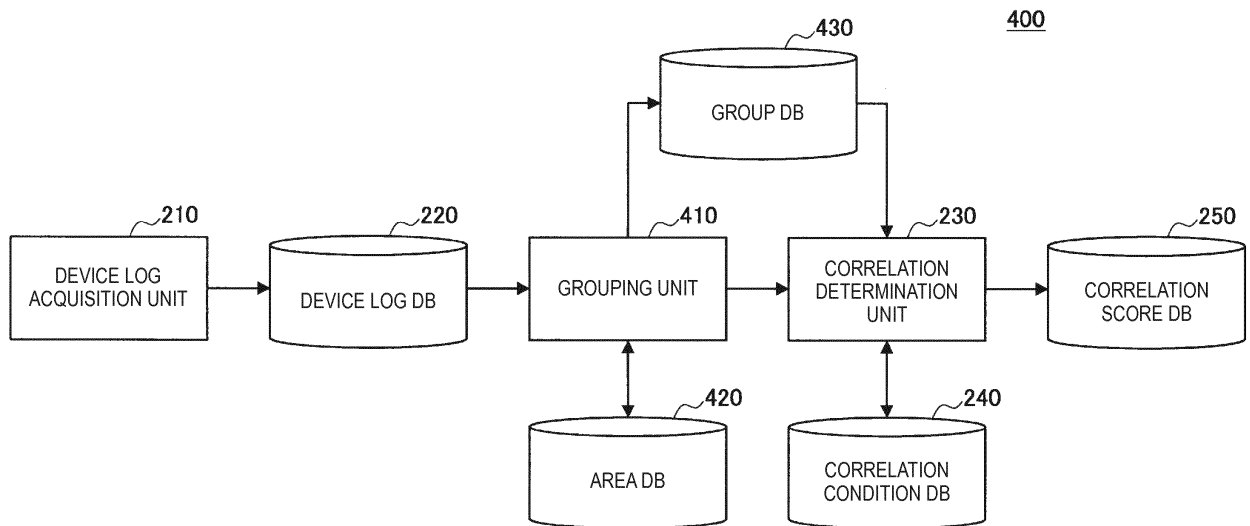 400
430
GROUP DB
210
DEVICE LOG
ACQUISITION UNIT
220
DEVICE LOG DB
410
GROUPING UNIT
230
CORRELATION
DETERMINATION
UNIT
250
CORRELATION
SCORE DB
420
AREA DB
240
CORRELATION
CONDITION DB